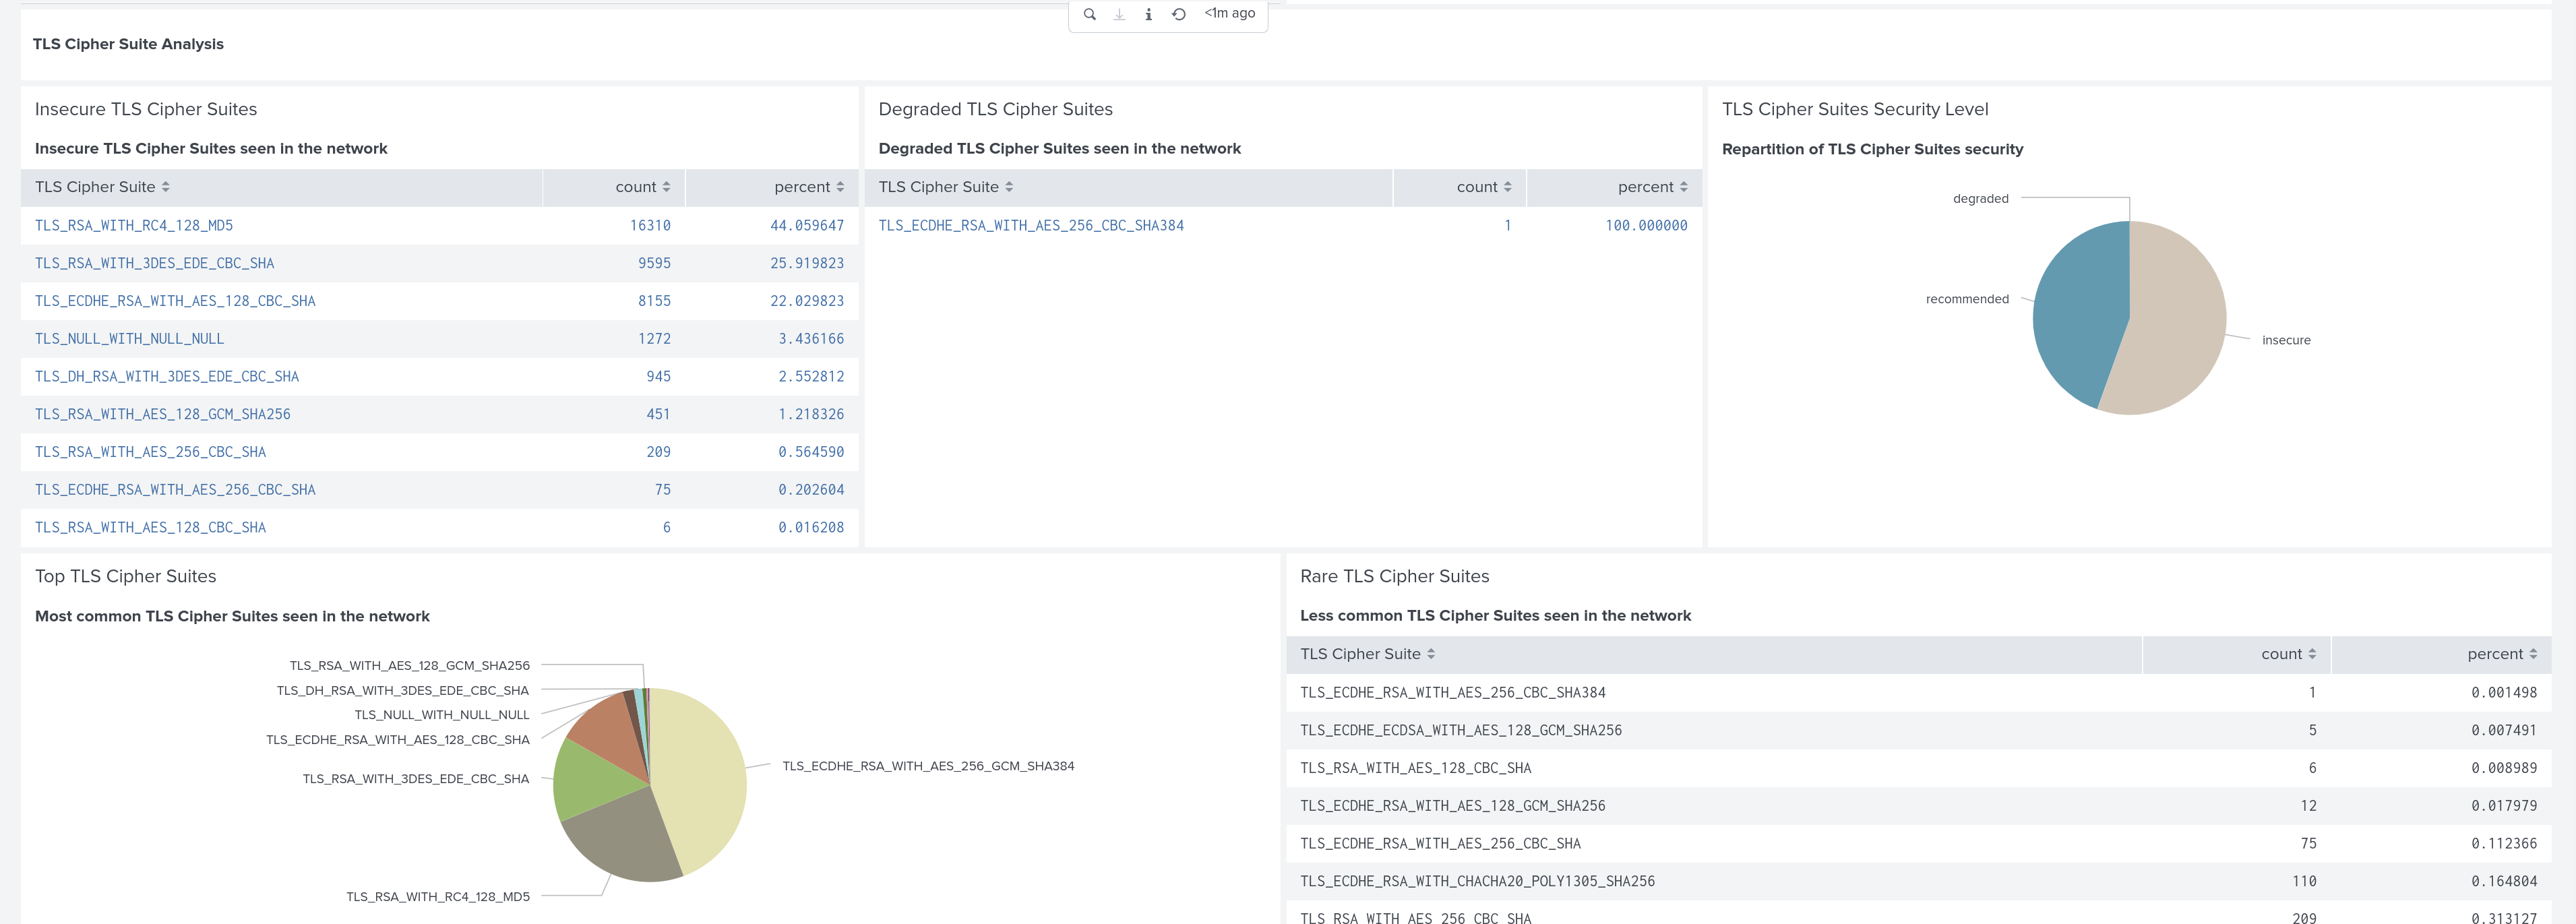 <1m ago
TLS Cipher Suite Analysis
Insecure TLS Cipher Suites
Insecure TLS Cipher Suites seen in the network
TLS Cipher Suite count percent
TLS_RSA_WITH_RC4_128_MD5 16310 44.059647
TLS_RSA_WITH_3DES_EDE_CBC_SHA 9595 25.919823
TLS_ECDHE_RSA_WITH_AES_128_CBC_SHA 8155 22.029823
TLS_NULL_WITH_NULL_NULL 1272 3.436166
TLS_DH_RSA_WITH_3DES_EDE_CBC_SHA 945 2.552812
TLS_RSA_WITH_AES_128_GCM_SHA256 451 1.218326
TLS_RSA_WITH_AES_256_CBC_SHA 209 0.564590
TLS_ECDHE_RSA_WITH_AES_256_CBC_SHA 75 0.202604
TLS_RSA_WITH_AES_128_CBC_SHA 6 0.016208
Degraded TLS Cipher Suites
Degraded TLS Cipher Suites seen in the network
TLS Cipher Suite count percent
TLS_ECDHE_RSA_WITH_AES_256_CBC_SHA384 1 100.000000
TLS Cipher Suites Security Level
Repartition of TLS Cipher Suites security
degraded
recommended
insecure
Top TLS Cipher Suites
Most common TLS Cipher Suites seen in the network
TLS_RSA_WITH_AES_128_GCM_SHA256
TLS_DH_RSA_WITH_3DES_EDE_CBC_SHA
TLS_NULL_WITH_NULL_NULL
TLS_ECDHE_RSA_WITH_AES_128_CBC_SHA
TLS_ECDHE_RSA_WITH_AES_256_GCM_SHA384
TLS_RSA_WITH_3DES_EDE_CBC_SHA
TLS_RSA_WITH_RC4_128_MD5
Rare TLS Cipher Suites
Less common TLS Cipher Suites seen in the network
TLS Cipher Suite count percent
TLS_ECDHE_RSA_WITH_AES_256_CBC_SHA384 1 0.001498
TLS_ECDHE_ECDSA_WITH_AES_128_GCM_SHA256 5 0.007491
TLS_RSA_WITH_AES_128_CBC_SHA 6 0.008989
TLS_ECDHE_RSA_WITH_AES_128_GCM_SHA256 12 0.017979
TLS_ECDHE_RSA_WITH_AES_256_CBC_SHA 75 0.112366
TLS_ECDHE_RSA_WITH_CHACHA20_POLY1305_SHA256 110 0.164804
TLS_RSA_WITH_AES_256_CBC_SHA 209 0.313127